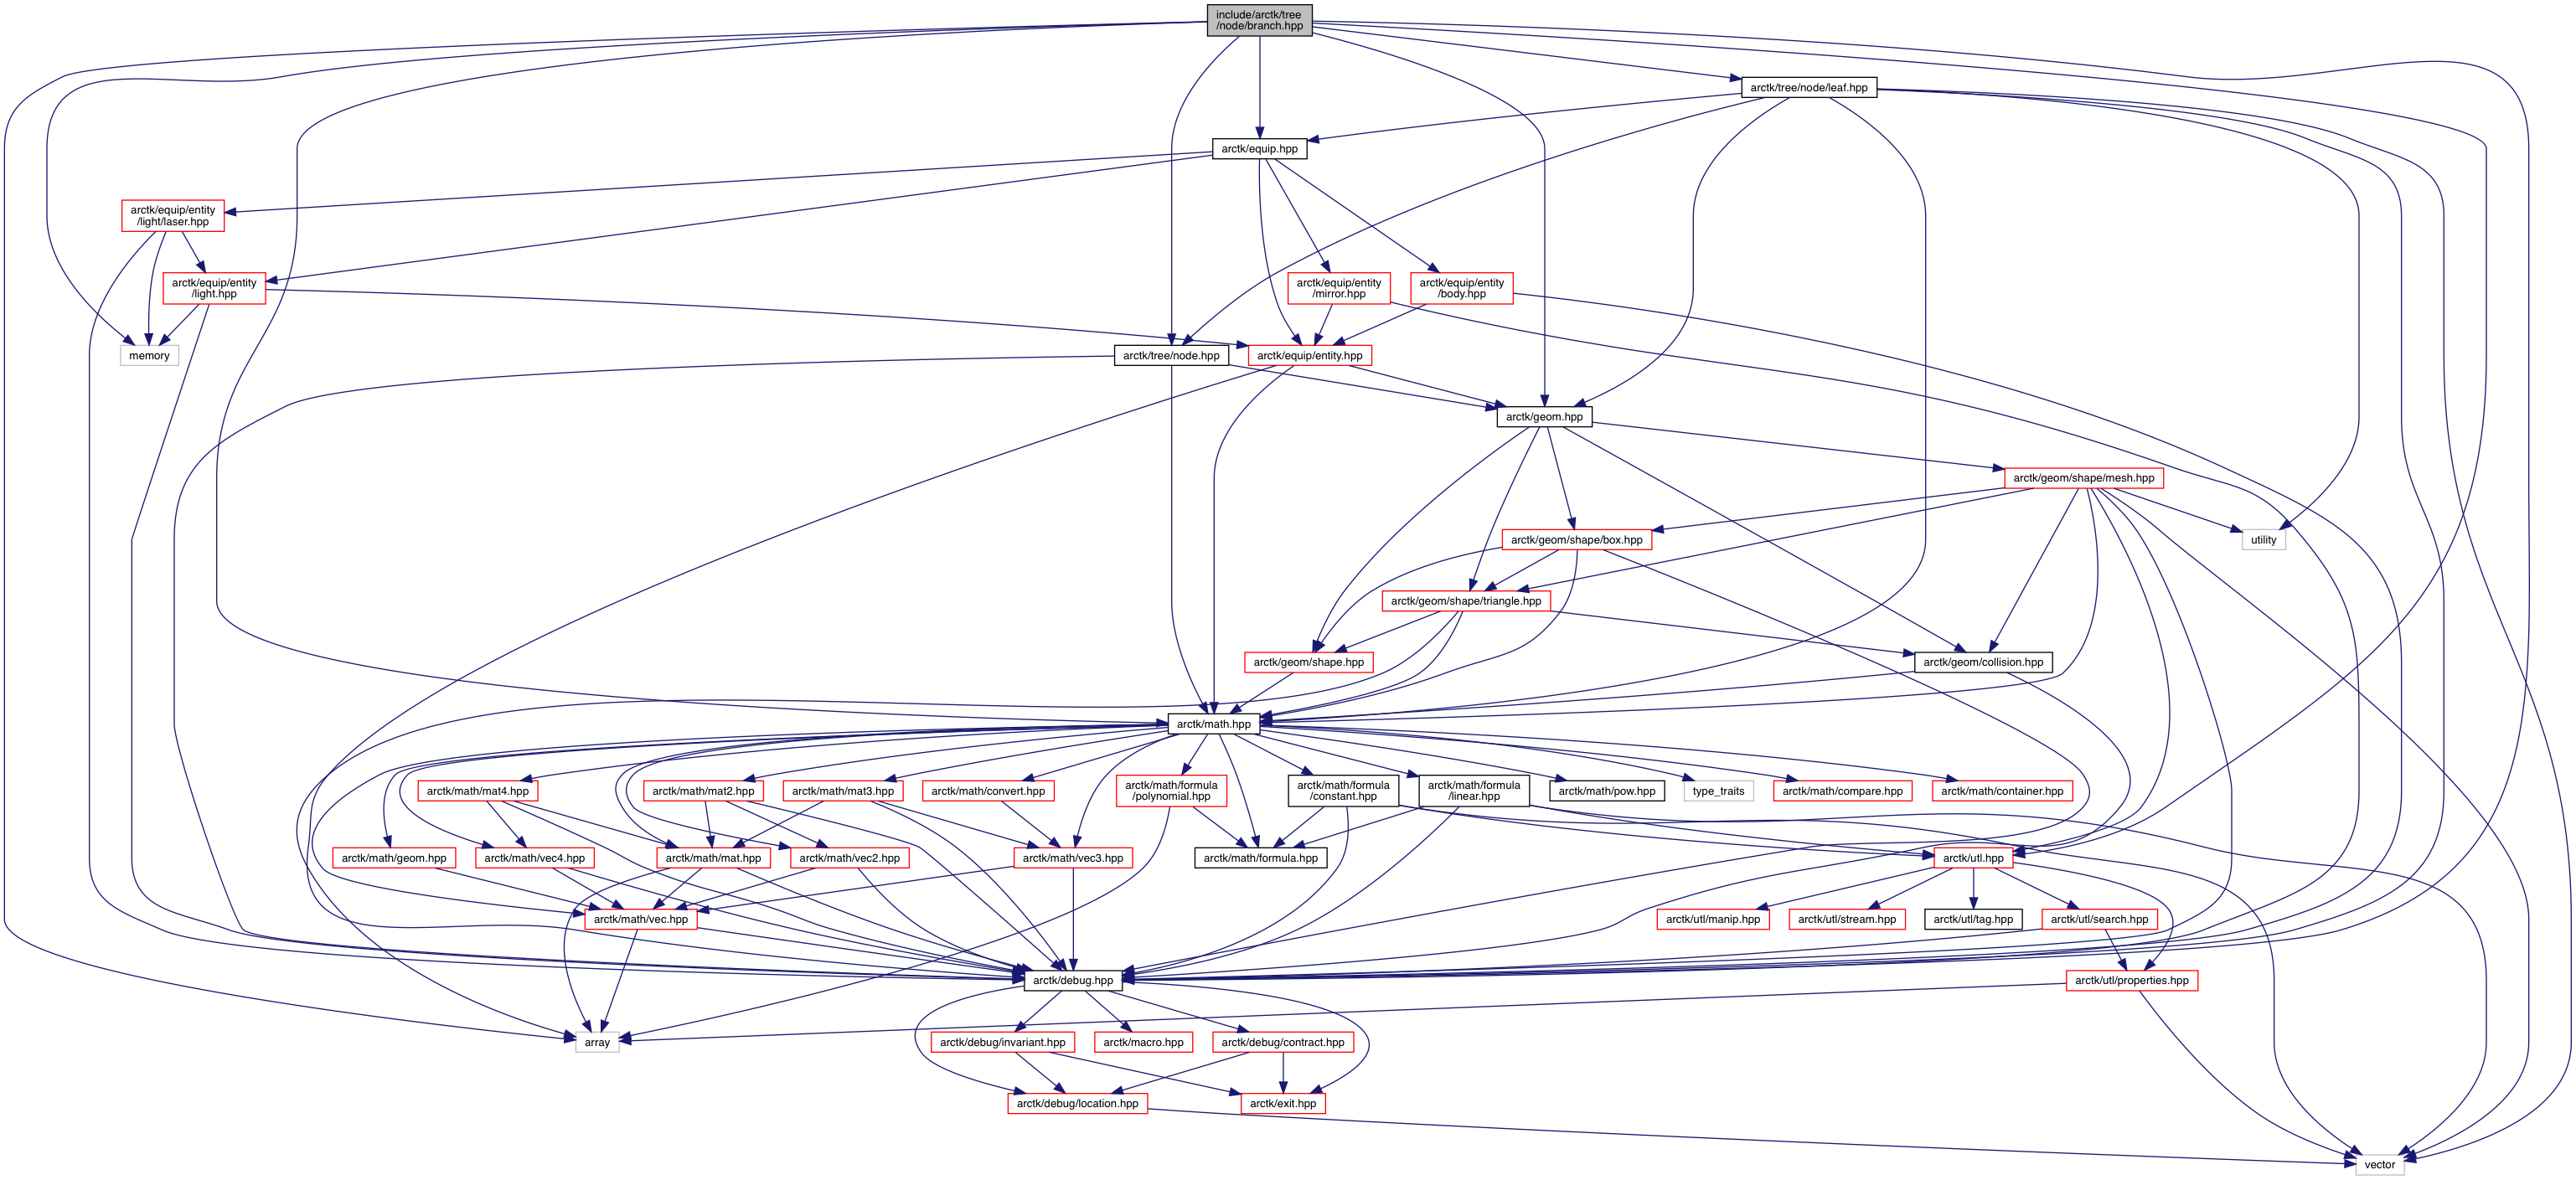 include/arctk/tree
/node/branch.hpp
arctk/tree/node/leaf.hpp
arctk/equip.hpp
arctk/equip/entity
/light/laser.hpp
arctk/equip/entity
/light.hpp
arctk/equip/entity
/mirror.hpp
arctk/equip/entity
/body.hpp
memory
arctk/tree/node.hpp
arctk/equip/entity.hpp
arctk/geom.hpp
arctk/geom/shape/mesh.hpp
arctk/geom/shape/box.hpp
utility
arctk/geom/shape/triangle.hpp
arctk/geom/shape.hpp
arctk/geom/collision.hpp
arctk/math.hpp
arctk/math/mat4.hpp
arctk/math/mat2.hpp
arctk/math/mat3.hpp
arctk/math/convert.hpp
arctk/math/formula
/polynomial.hpp
arctk/math/formula
/constant.hpp
arctk/math/formula
/linear.hpp
arctk/math/pow.hpp
type_traits
arctk/math/compare.hpp
arctk/math/container.hpp
arctk/math/geom.hpp
arctk/math/vec4.hpp
arctk/math/mat.hpp
arctk/math/vec2.hpp
arctk/math/vec3.hpp
arctk/math/formula.hpp
arctk/utl.hpp
arctk/math/vec.hpp
arctk/utl/manip.hpp
arctk/utl/stream.hpp
arctk/utl/tag.hpp
arctk/utl/search.hpp
arctk/debug.hpp
arctk/utl/properties.hpp
array
arctk/debug/invariant.hpp
arctk/macro.hpp
arctk/debug/contract.hpp
arctk/debug/location.hpp
arctk/exit.hpp
vector